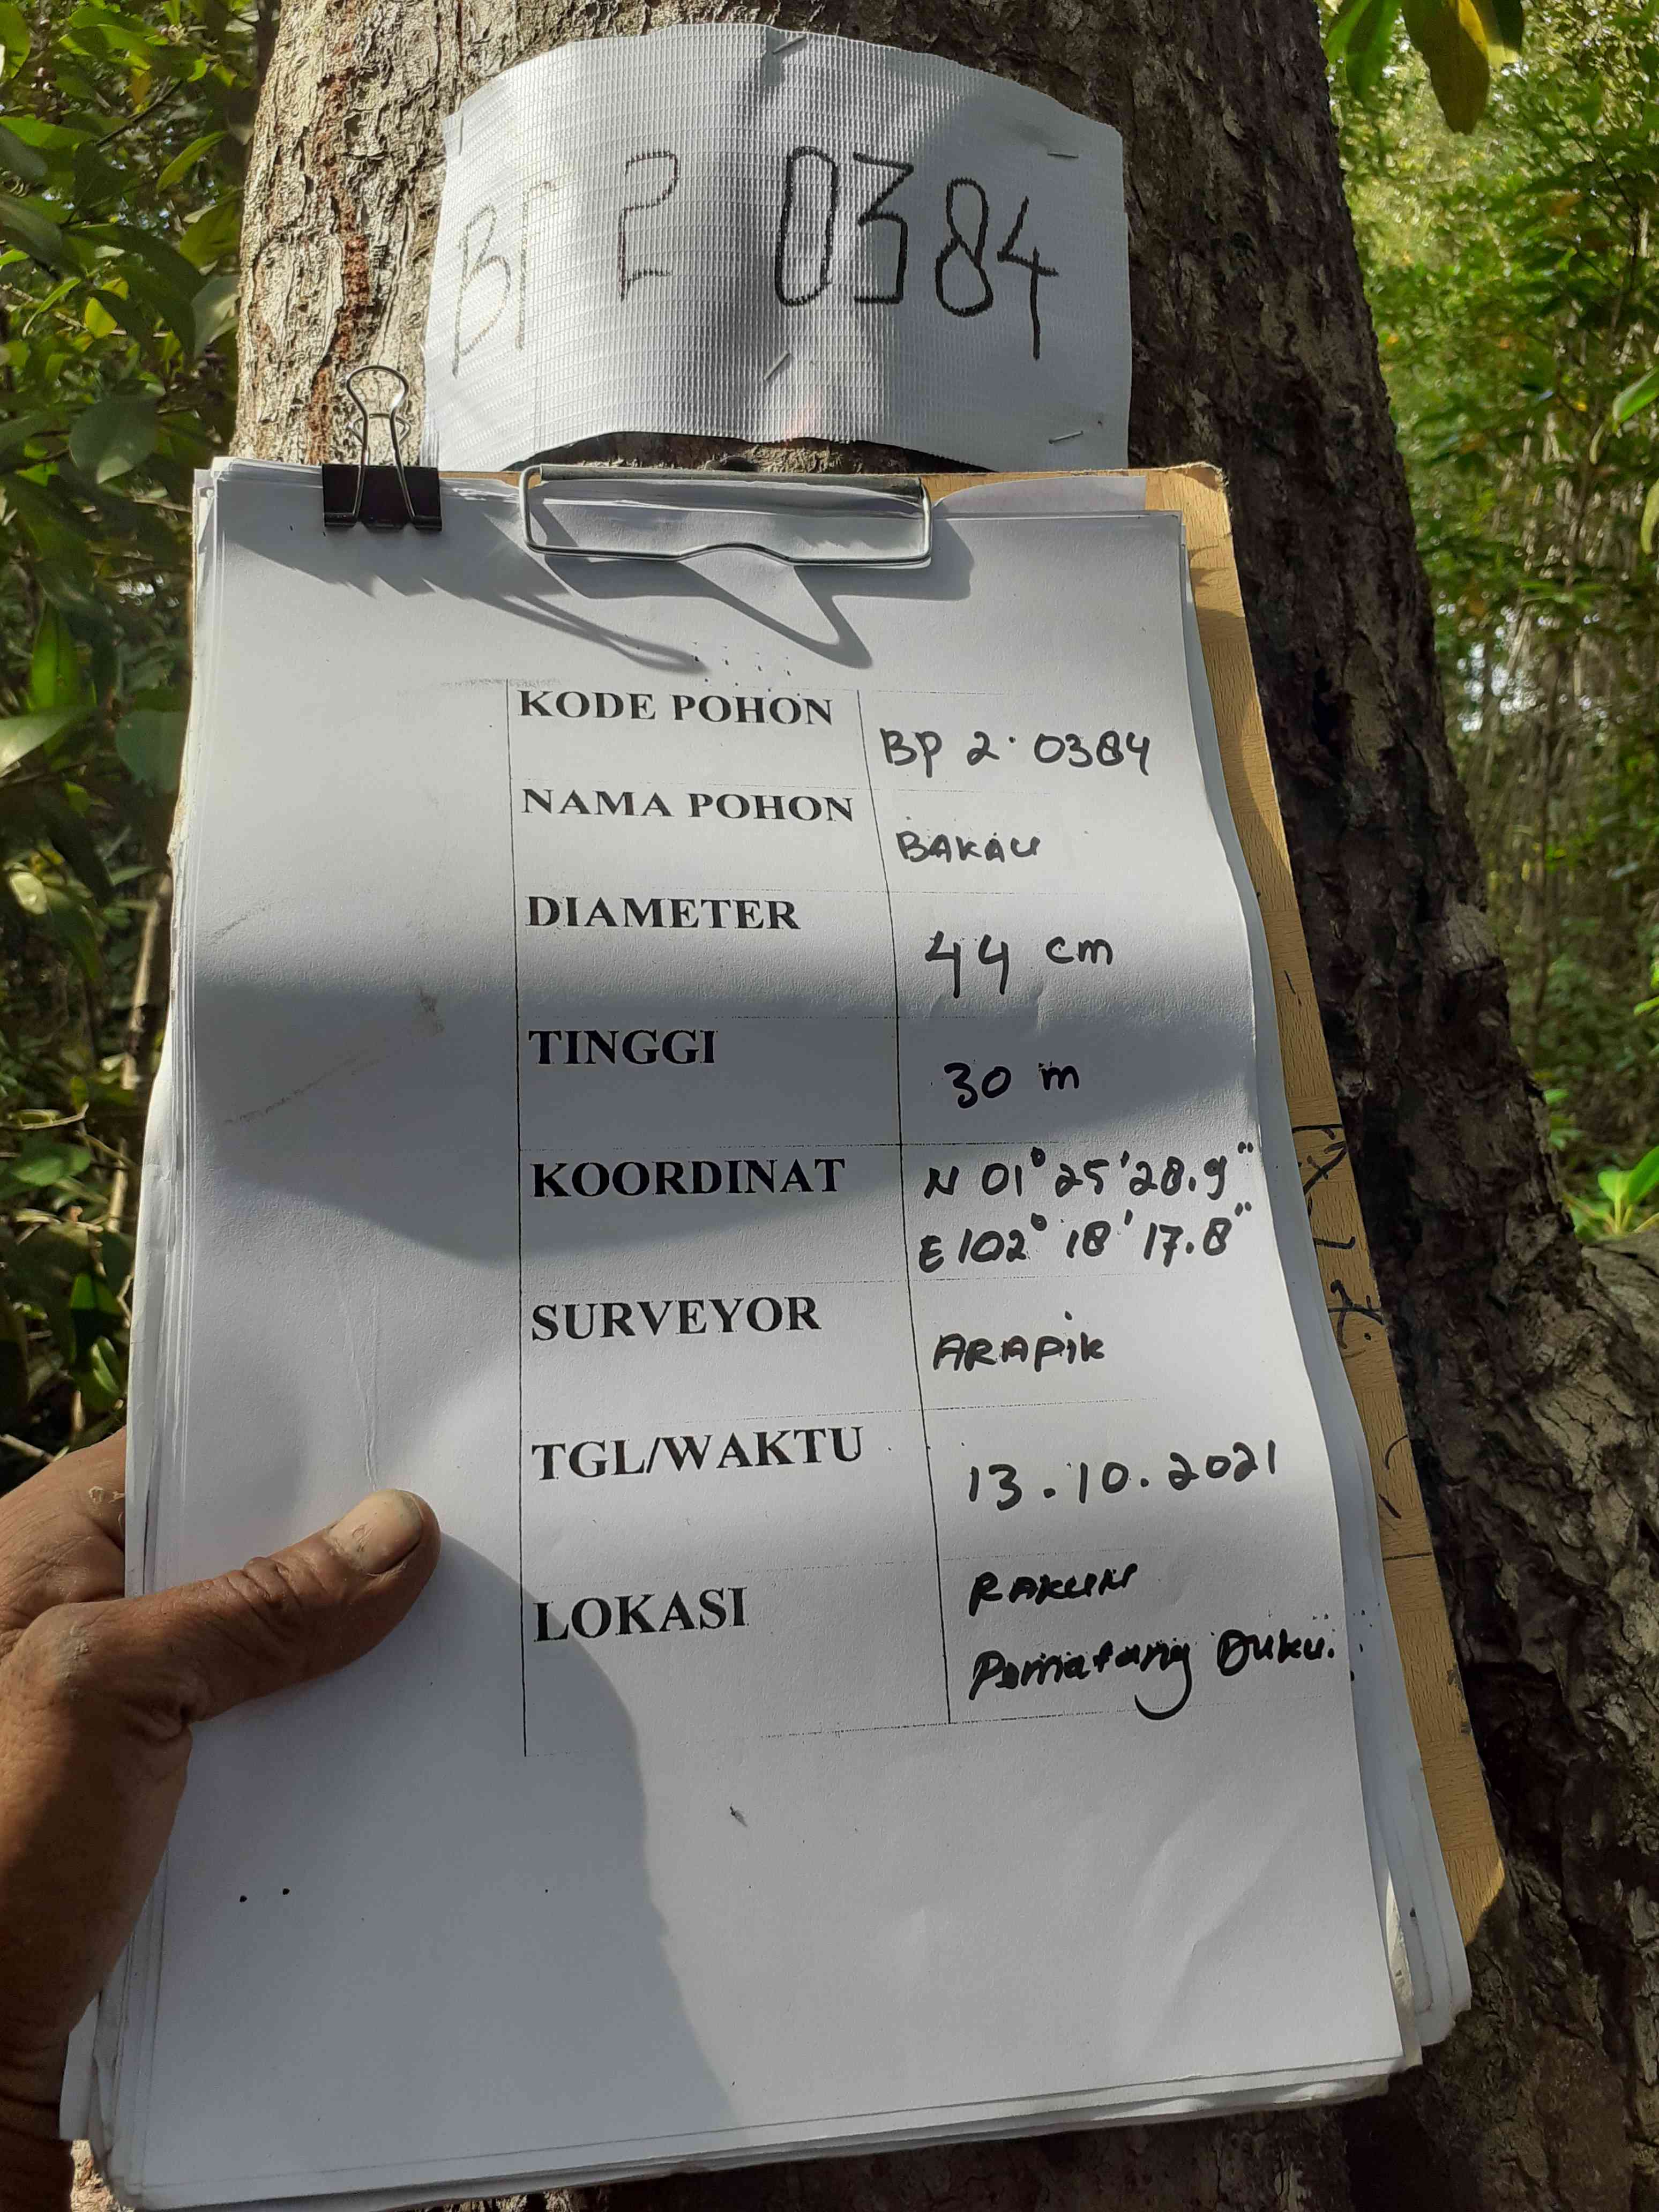 BP 2 0384
KODE POHON BP 2. 0384
NAMA POHON BAKAU
DIAMETER 44 cm
TINGGI 30 m
KOORDINAT N 01° 25' 28.9"
E 102° 18' 17.8"
SURVEYOR ARAPik
TGL/WAKTU 13.10.2021
LOKASI RAKUN
Pematang Duku.